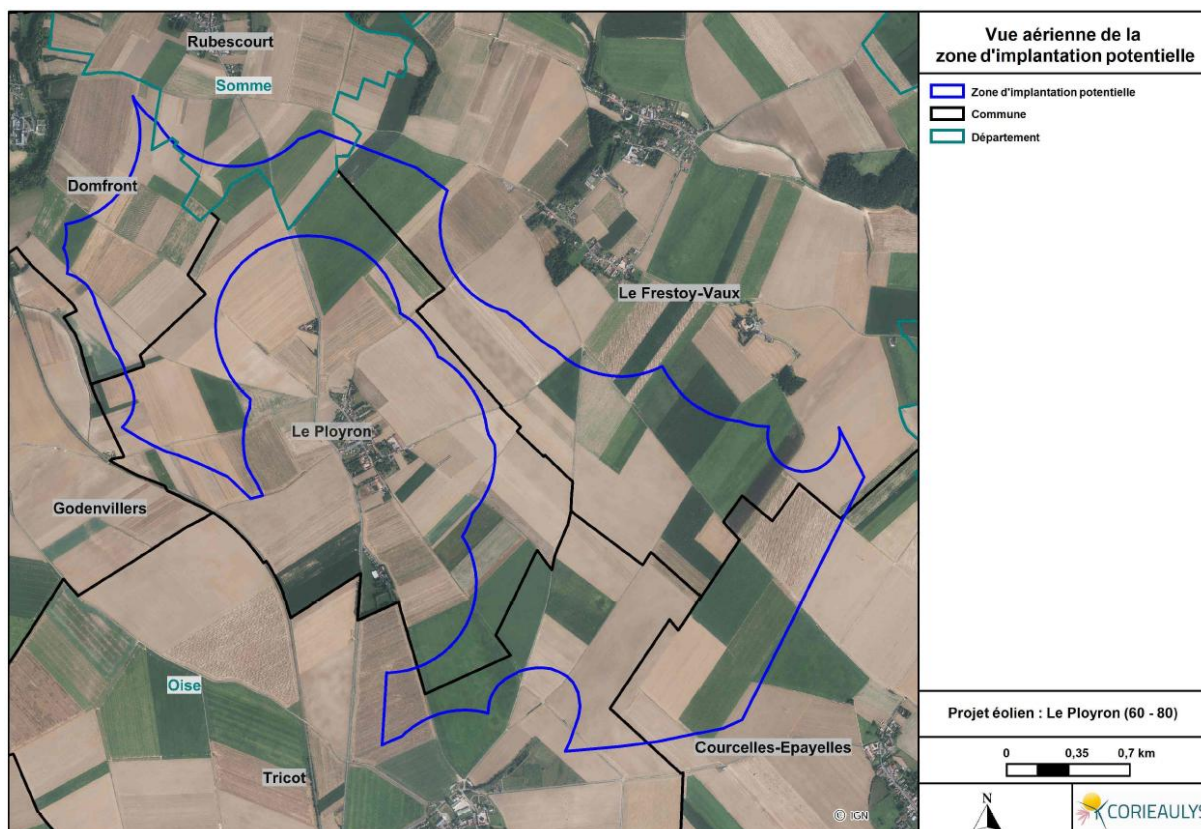 Rubescourt
Somme
Domfront
Le Frestoy-Vaux
Le Ployron
Godenvillers
Oise
Tricot
Courcelles-Epayelles
© IGN
Vue aérienne de la
zone d'implantation potentielle
Zone d'implantation potentielle
Commune
Département
Projet éolien : Le Ployron (60 - 80)
0 0,35 0,7 km
N
CORIEAULYS